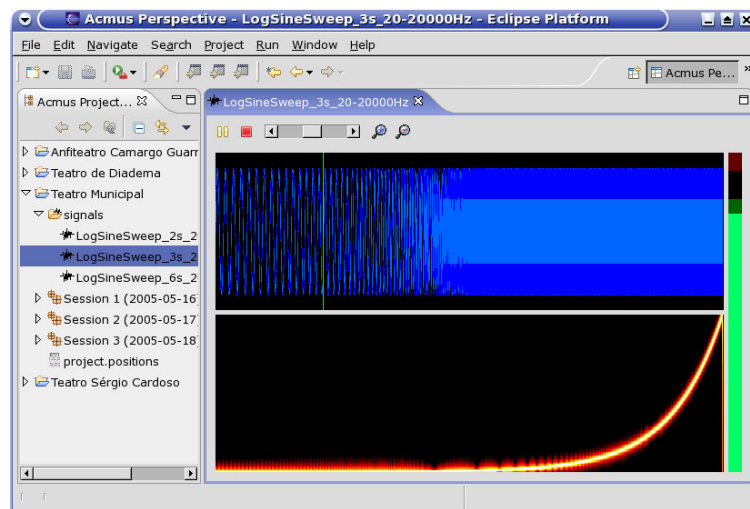 Acmus Perspective - LogSineSweep_3s_20-20000Hz - Eclipse Platform
File Edit Navigate Search Project Run Window Help
Acmus Pe...
Acmus Project...
LogSineSweep_3s_20-20000Hz
Anfiteatro Camargo Guarr
Teatro de Diadema
Teatro Municipal
signals
LogSineSweep_2s_2
LogSineSweep_3s_2
LogSineSweep_6s_2
Session 1 (2005-05-16
Session 2 (2005-05-17
Session 3 (2005-05-18
project.positions
Teatro Sérgio Cardoso